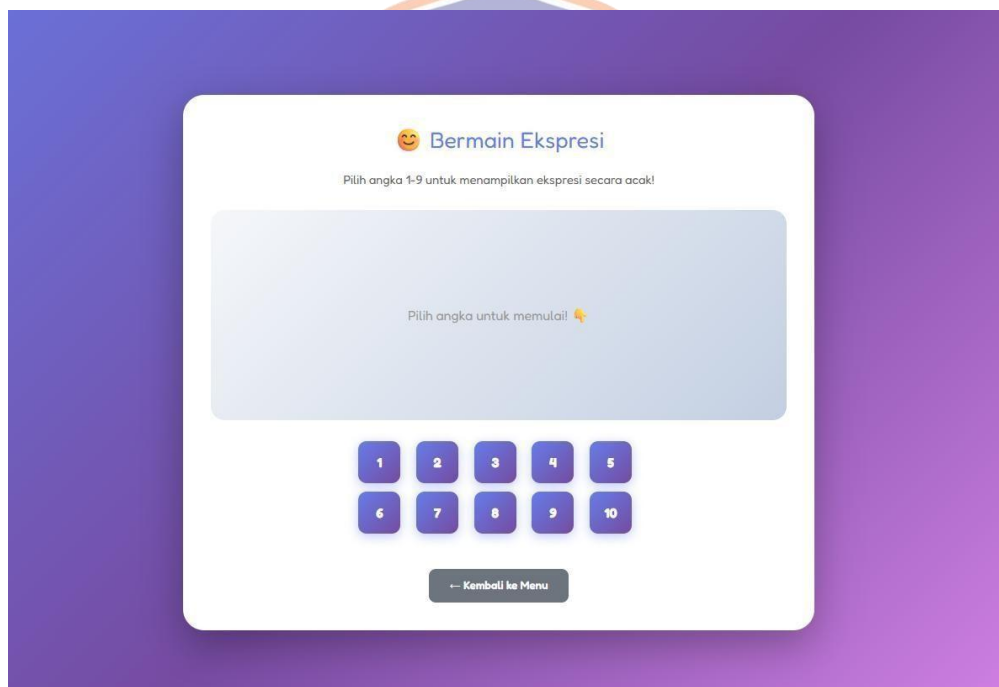 😊 Bermain Ekspresi
Pilih angka 1-9 untuk menampilkan ekspresi secara acak!
Pilih angka untuk memulai! 👇
1 2 3 4 5
6 7 8 9 10
← Kembali ke Menu